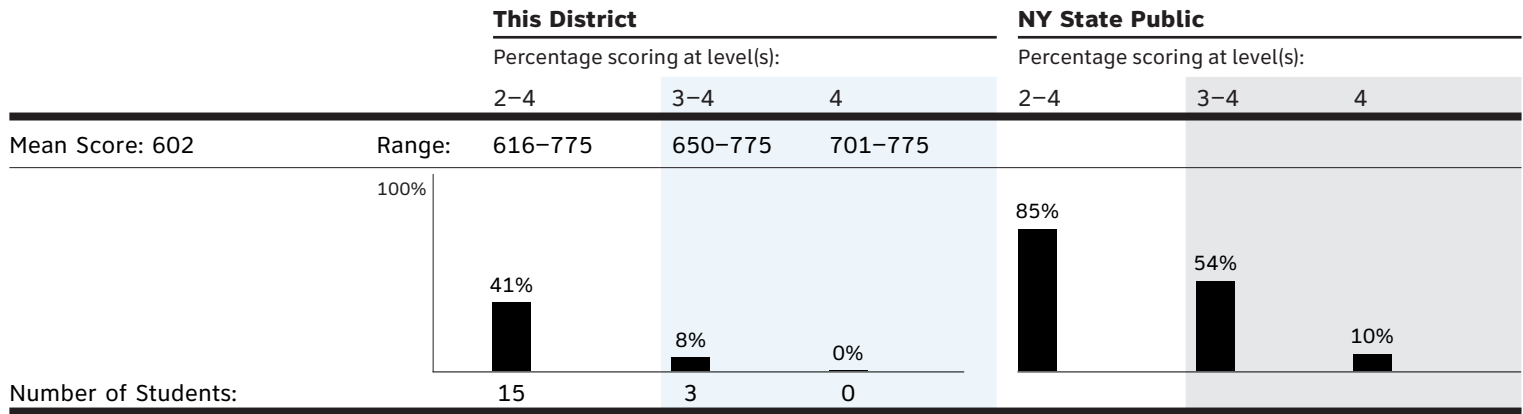 This District NY State Public
Percentage scoring at level(s): Percentage scoring at level(s):
2–4 3–4 4 2–4 3–4 4
Mean Score: 602 Range: 616–775 650–775 701–775
100%
85%
54%
41%
10%
8%
0%
Number of Students: 15 3 0